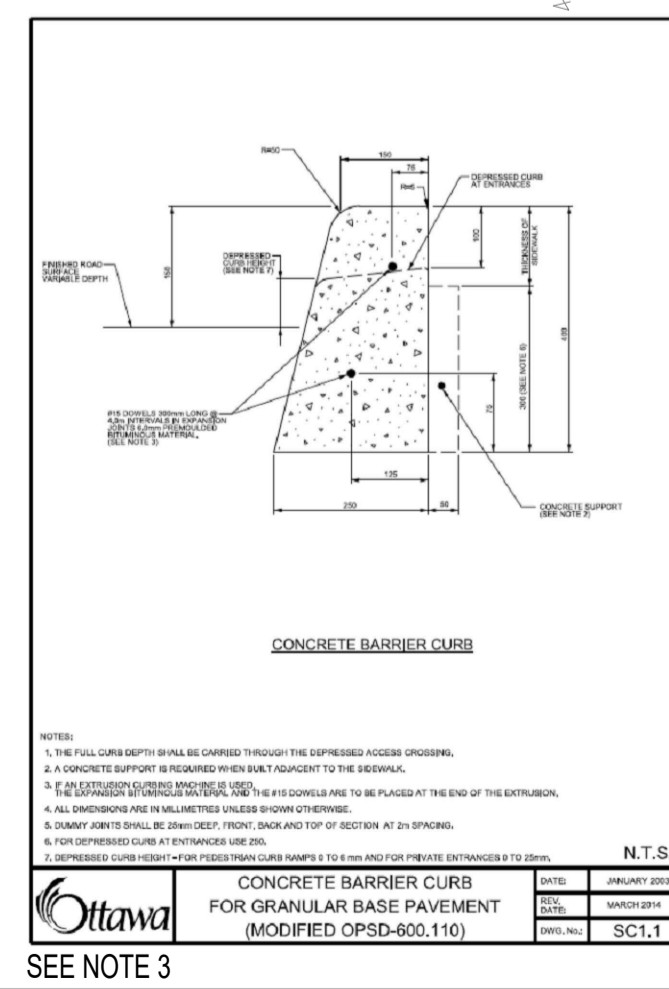 R=50
150
75
R=5
DEPRESSED CURB
AT ENTRANCES
FINISHED ROAD
SURFACE
VARIABLE DEPTH
150
DEPRESSED
CURB HEIGHT
(SEE NOTE 7)
100
THICKNESS OF
SIDEWALK
300 (SEE NOTE 6)
#15 DOWELS 300mm LONG @
INTERVALS IN EXPANSION
JOINTS PREMOULDED
BITUMINOUS MATERIAL.
(SEE NOTE 3)
125
250
50
CONCRETE SUPPORT
(SEE NOTE 2)
CONCRETE BARRIER CURB
NOTES:
1. THE FULL CURB DEPTH SHALL BE CARRIED THROUGH THE DEPRESSED ACCESS CROSSING.
2. A CONCRETE SUPPORT IS REQUIRED WHEN BUILT ADJACENT TO THE SIDEWALK.
3. IF AN EXTRUSION CURBING MACHINE IS USED
THE EXPANSION BITUMINOUS MATERIAL AND THE #15 DOWELS ARE TO BE PLACED AT THE END OF THE EXTRUSION.
4. ALL DIMENSIONS ARE IN MILLIMETRES UNLESS SHOWN OTHERWISE.
5. DUMMY JOINTS SHALL BE 25mm DEEP, FRONT, BACK AND TOP OF SECTION AT 2m SPACING.
6. FOR DEPRESSED CURB AT ENTRANCES USE 250.
7. DEPRESSED CURB HEIGHT - FOR PEDESTRIAN CURB RAMPS 0 TO 6 mm AND FOR PRIVATE ENTRANCES 0 TO 25mm.
N.T.S
Ottawa
CONCRETE BARRIER CURB
FOR GRANULAR BASE PAVEMENT
(MODIFIED OPSD-600.110)
DATE: JANUARY 2003
REV. DATE: MARCH 2014
DWG. No.: SC1.1
SEE NOTE 3